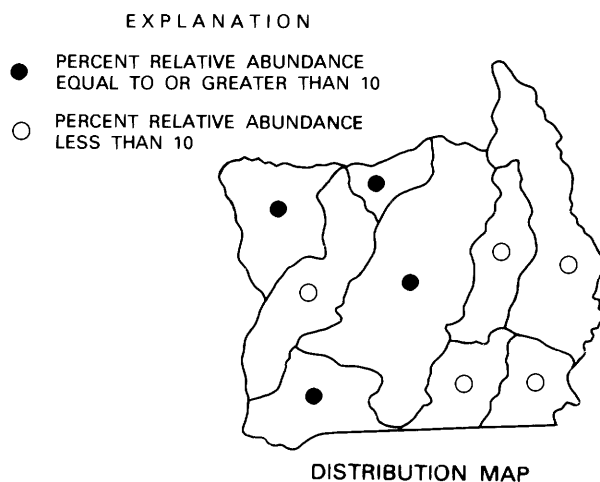 EXPLANATION
PERCENT RELATIVE ABUNDANCE
EQUAL TO OR GREATER THAN 10
PERCENT RELATIVE ABUNDANCE
LESS THAN 10
DISTRIBUTION MAP